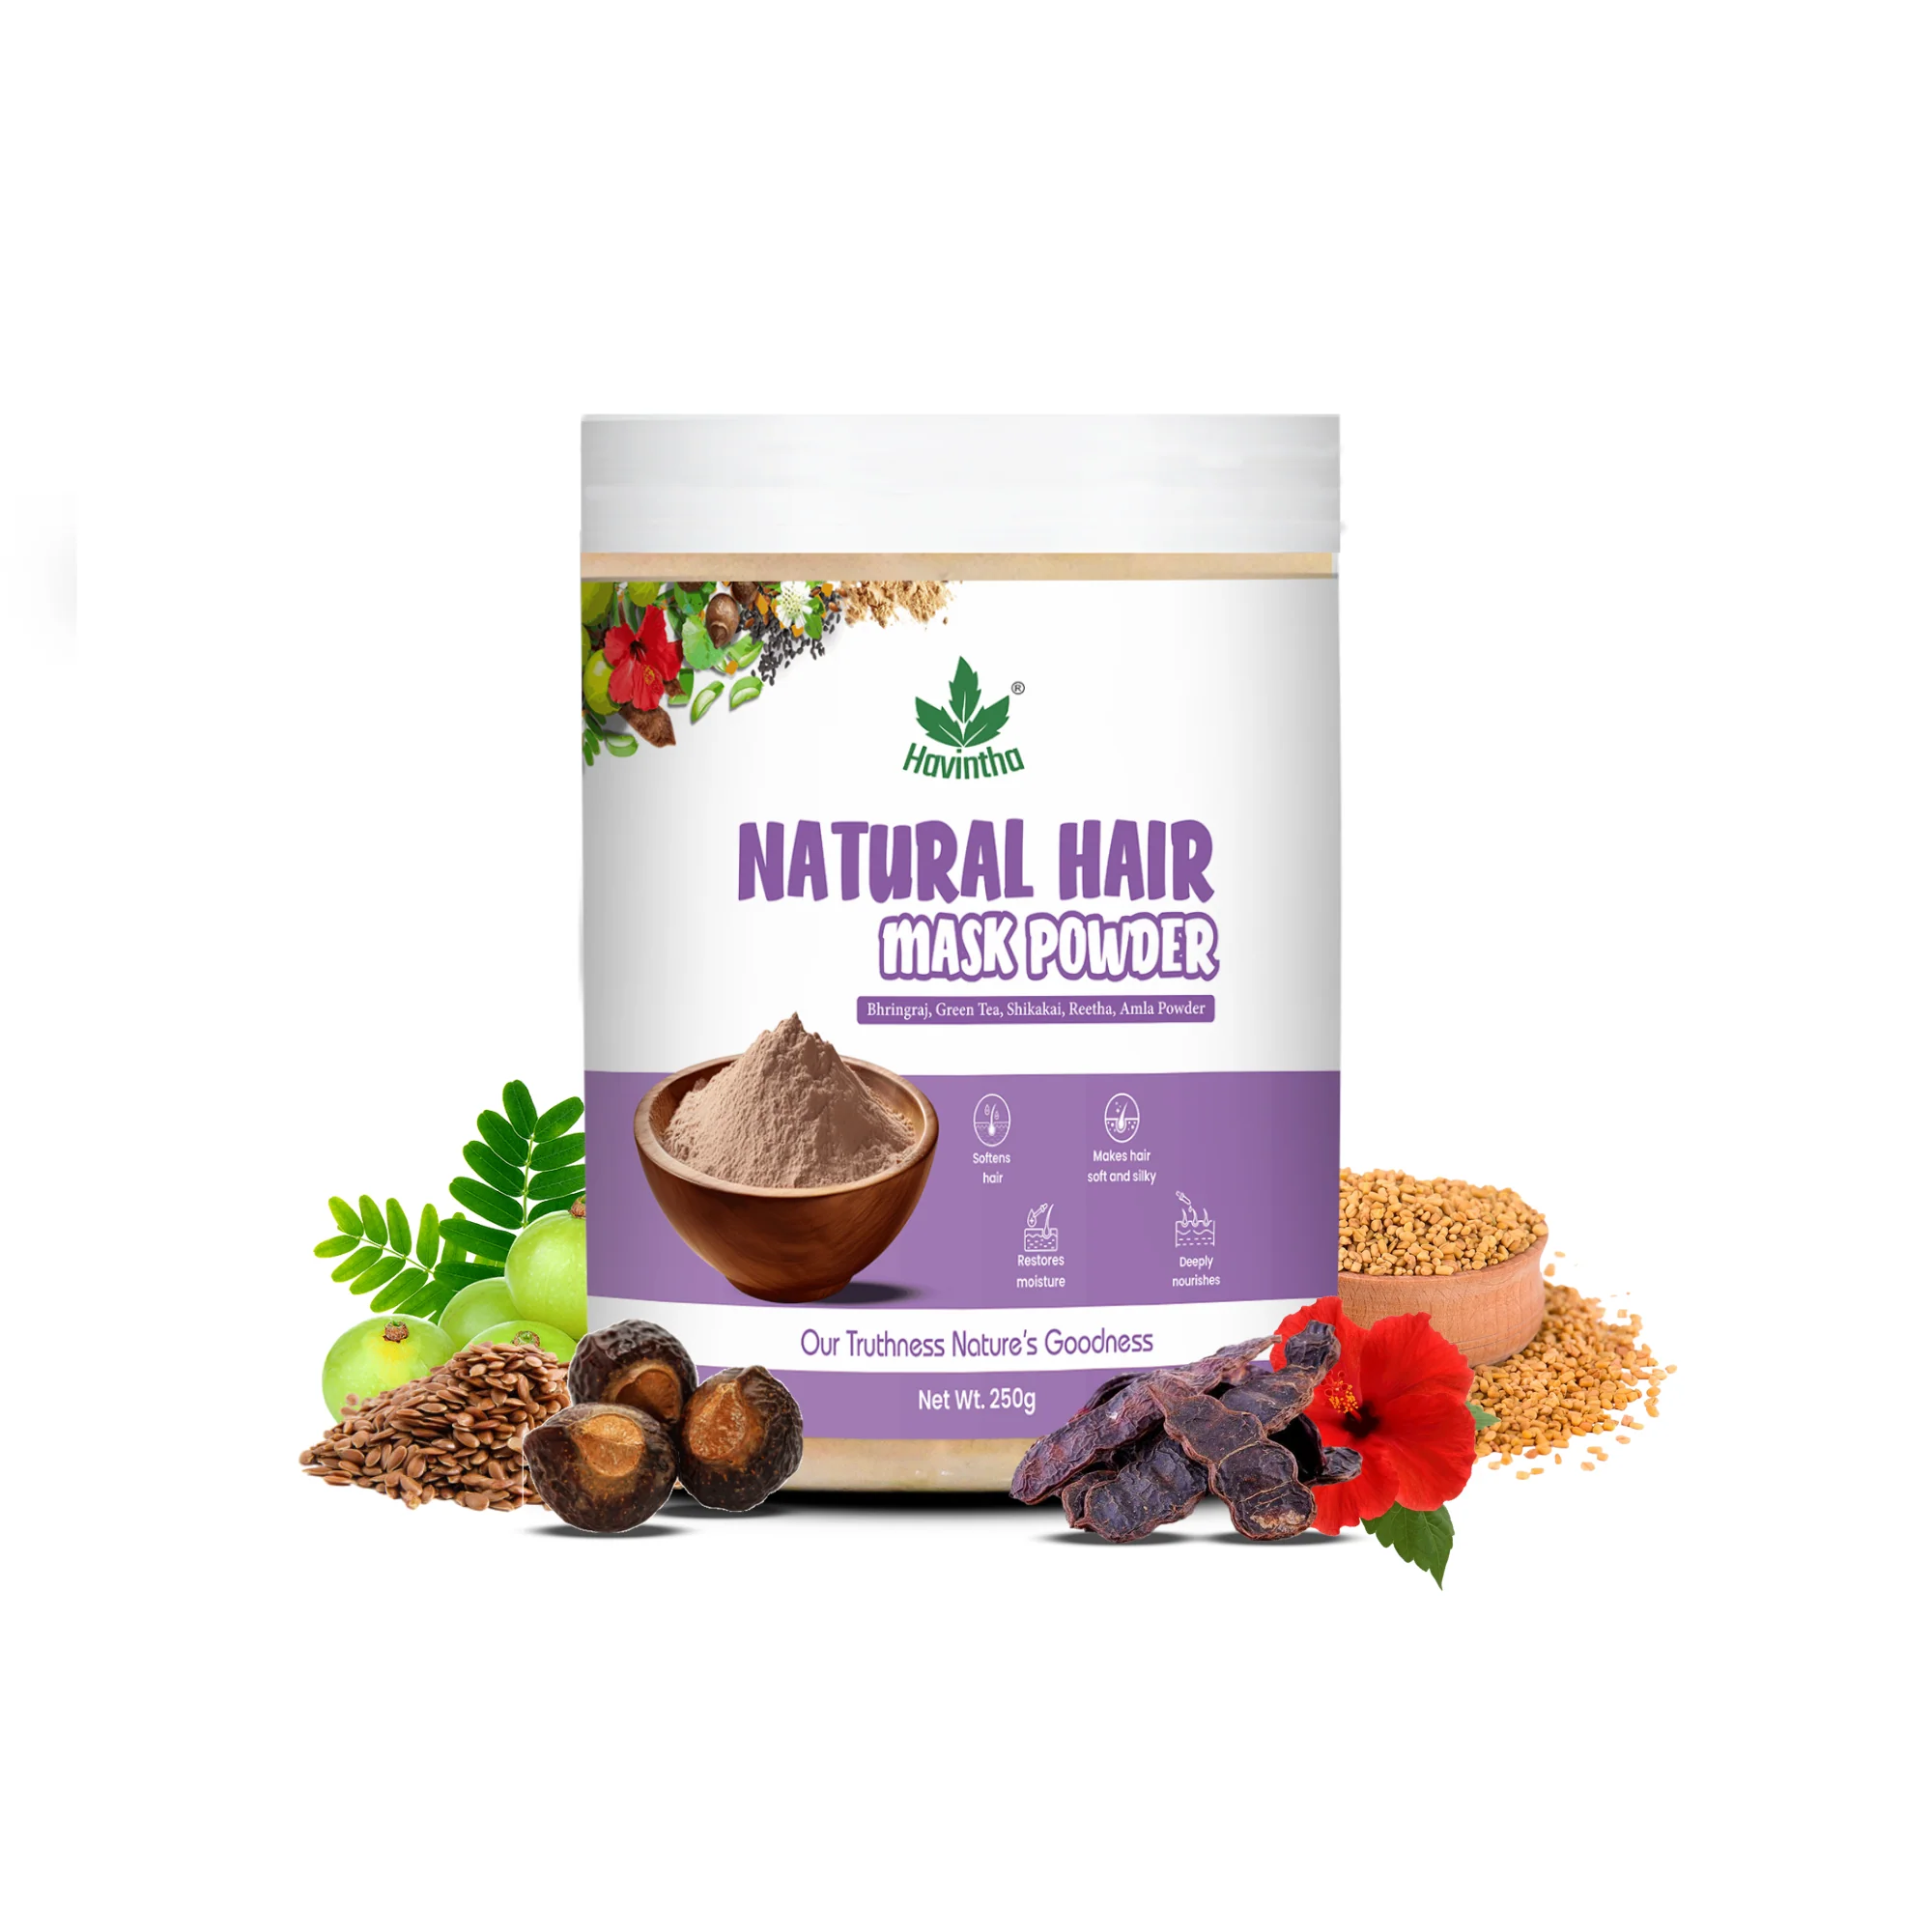 ®
Havintha
NATURAL HAIR
MASK POWDER
Bhringraj, Green Tea, Shikakai, Reetha, Amla Powder
Softens
hair
Makes hair
soft and silky
Restores
moisture
Deeply
nourishes
Our Truthness Nature's Goodness
Net Wt. 250g